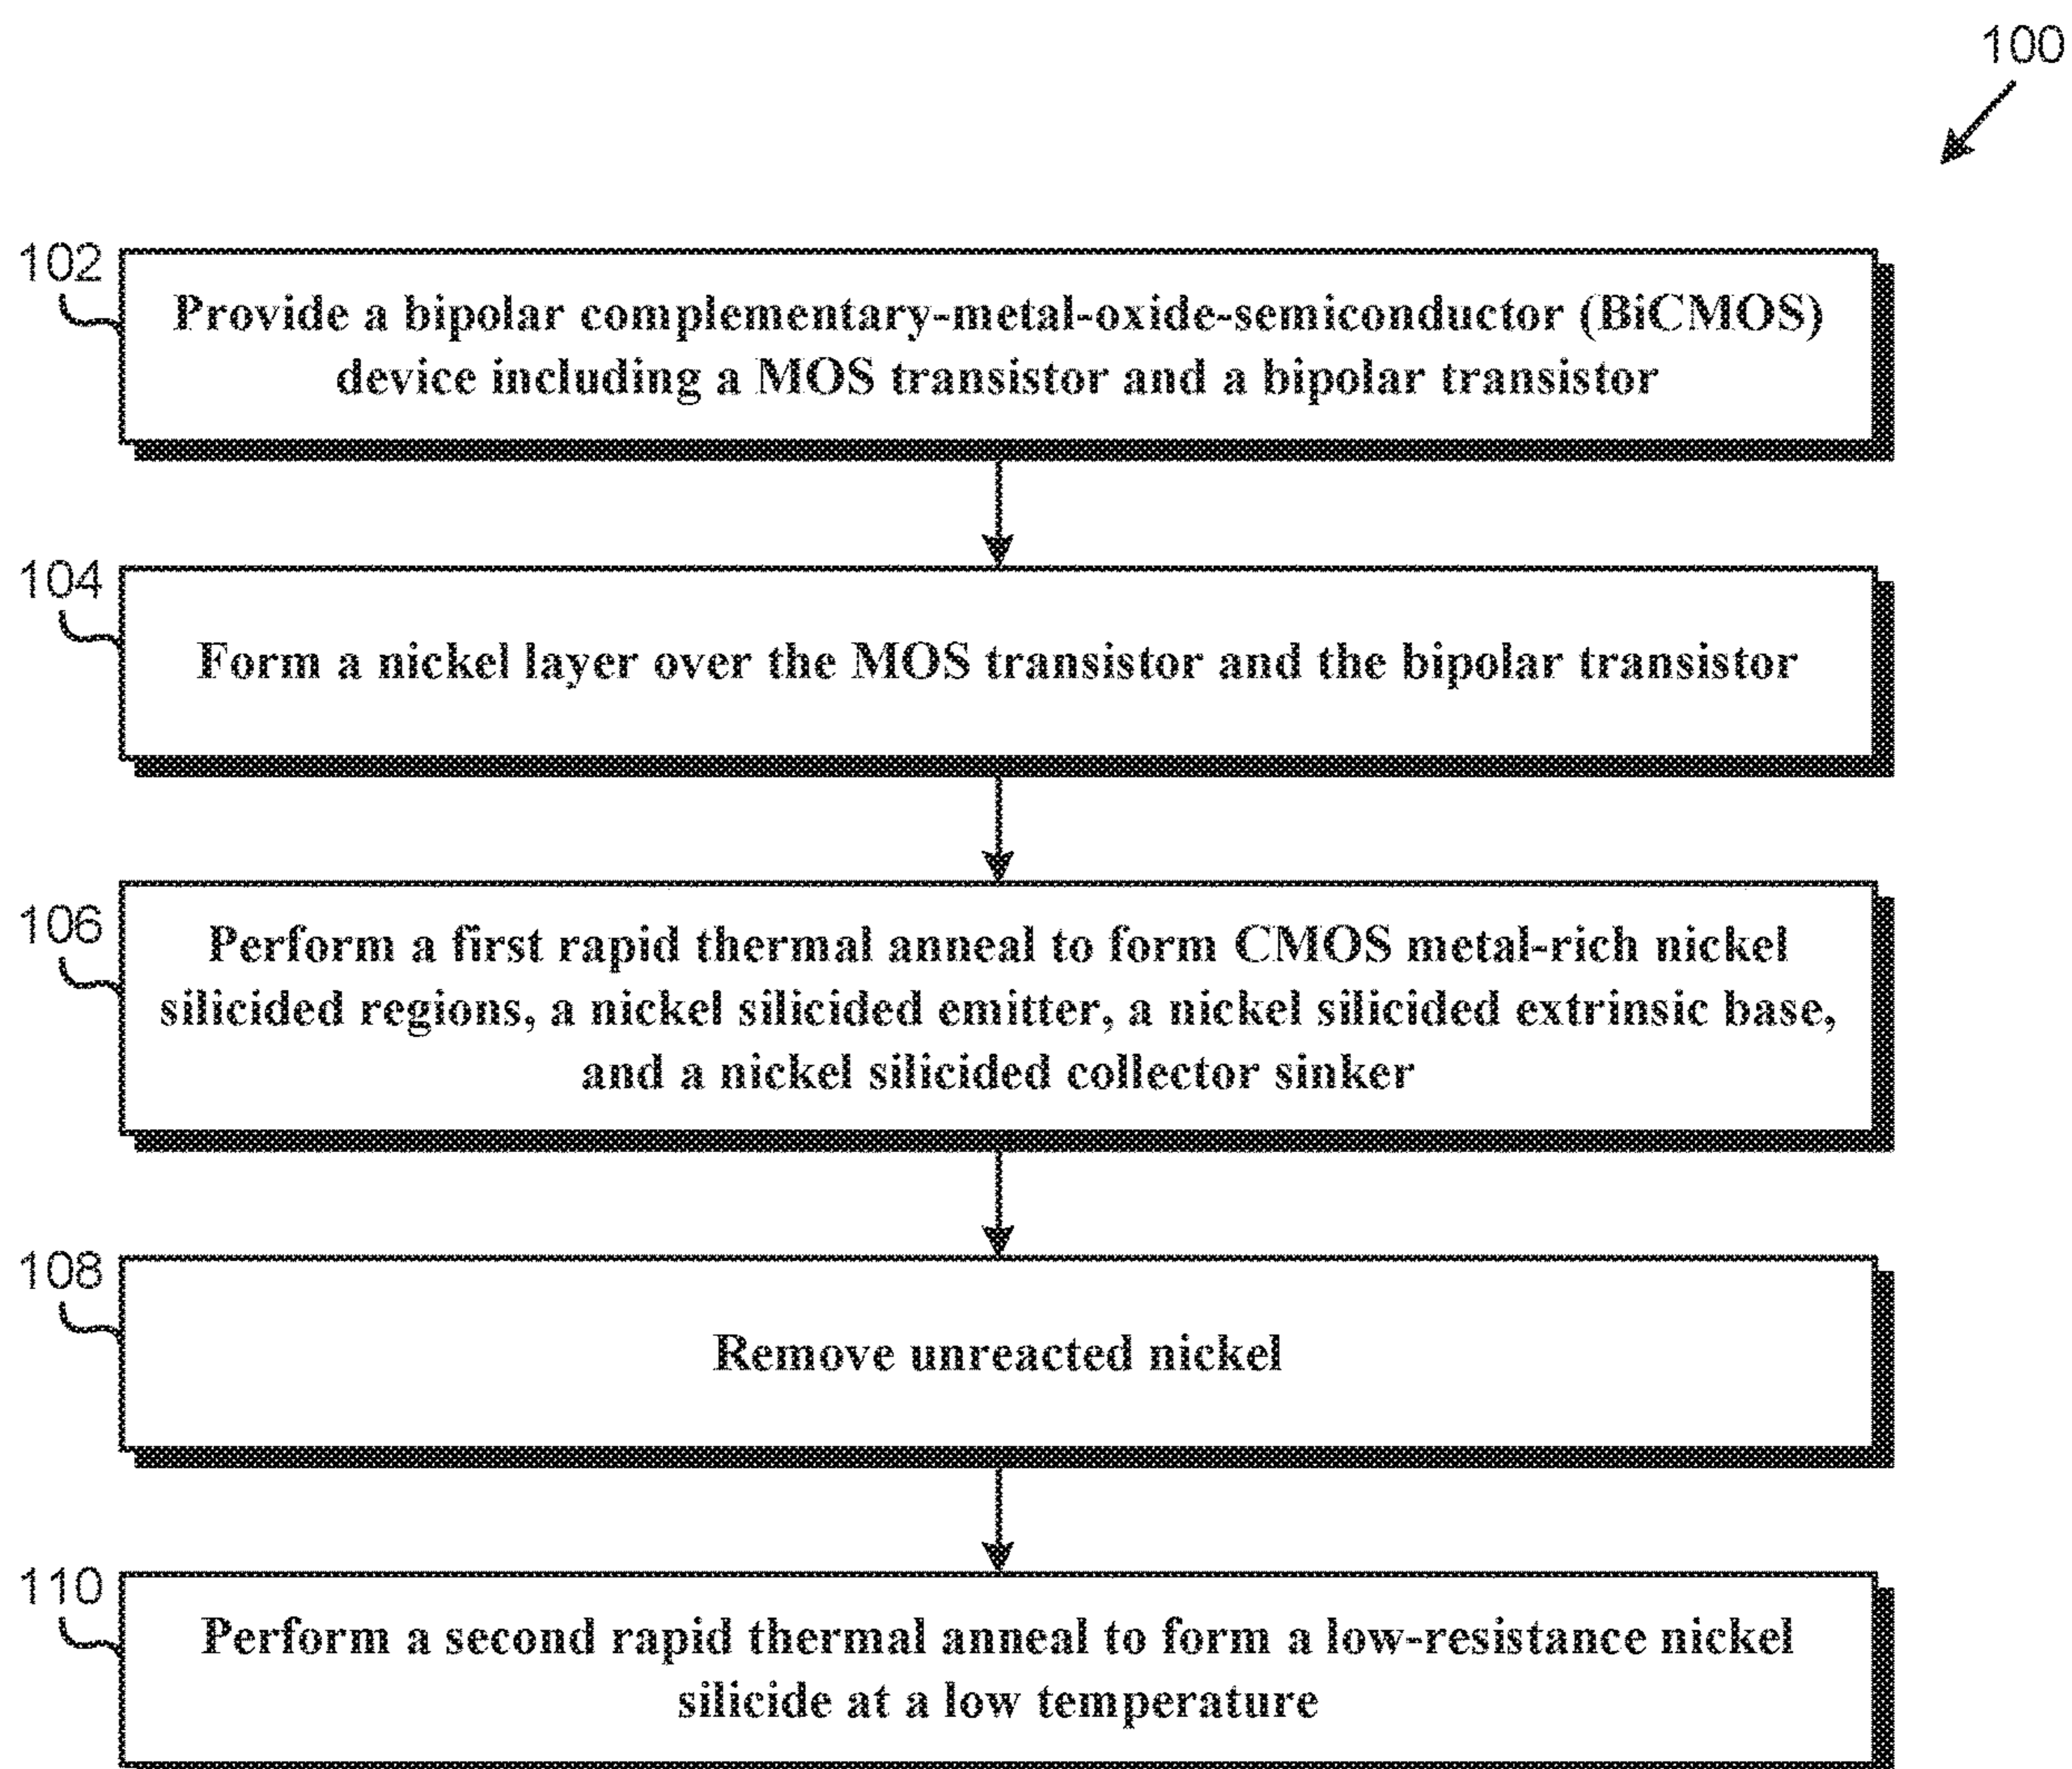 100
102
Provide a bipolar complementary-metal-oxide-semiconductor (BiCMOS)
device including a MOS transistor and a bipolar transistor
104
Form a nickel layer over the MOS transistor and the bipolar transistor
106
Perform a first rapid thermal anneal to form CMOS metal-rich nickel
silicided regions, a nickel silicided emitter, a nickel silicided extrinsic base,
and a nickel silicided collector sinker
108
Remove unreacted nickel
110
Perform a second rapid thermal anneal to form a low-resistance nickel
silicide at a low temperature